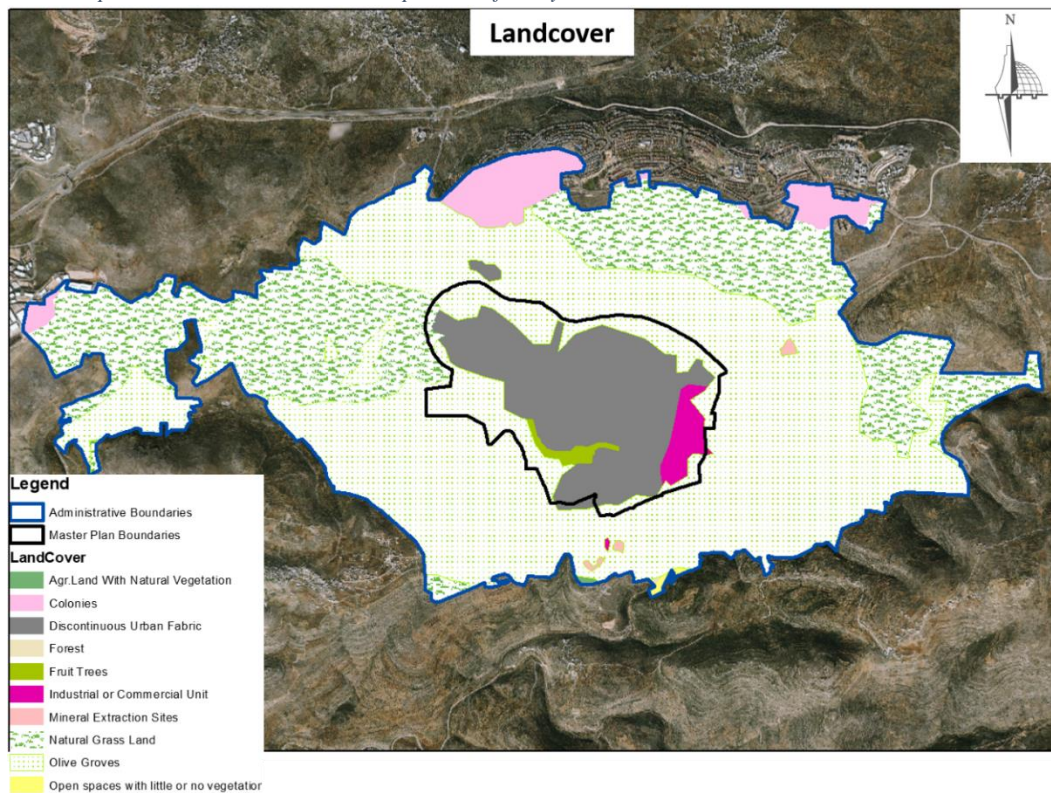 Landcover
N
Legend
Administrative Boundaries
Master Plan Boundaries
LandCover
Agr.Land With Natural Vegetation
Colonies
Discontinuous Urban Fabric
Forest
Fruit Trees
Industrial or Commercial Unit
Mineral Extraction Sites
Natural Grass Land
Olive Groves
Open spaces with little or no vegetation